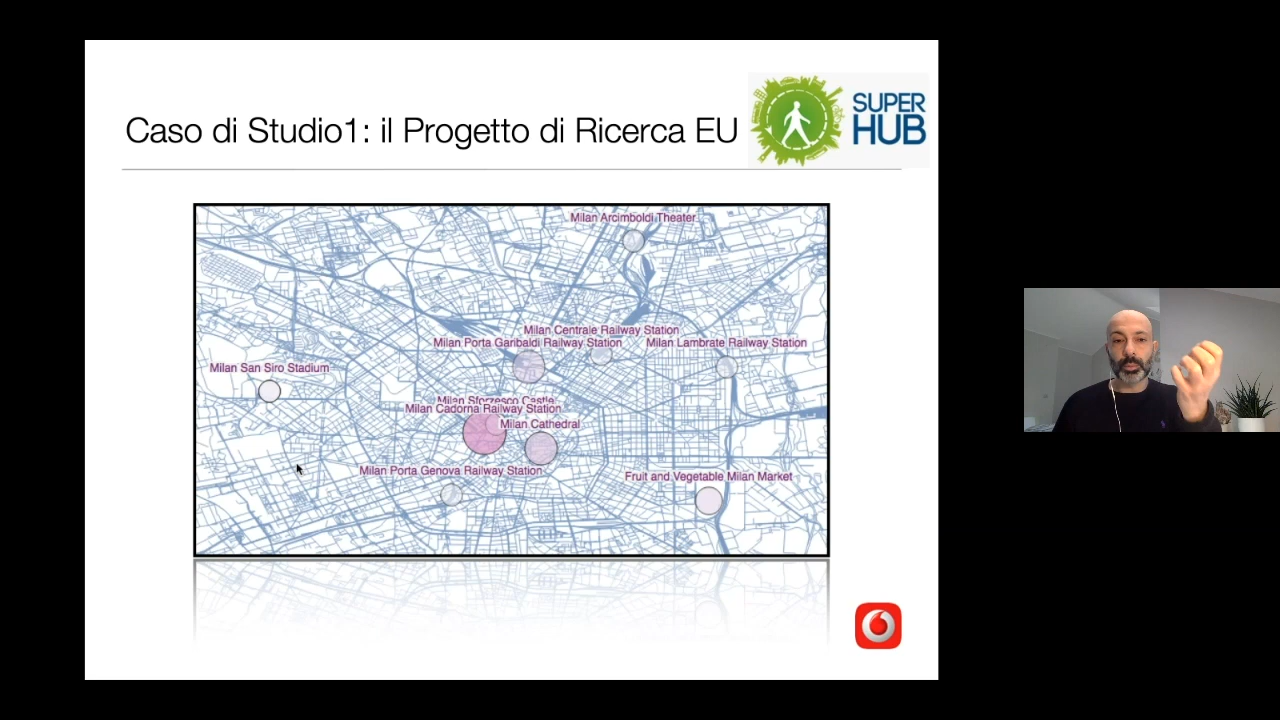 Caso di Studio1: il Progetto di Ricerca EU
SUPER
HUB
Milan Arcimboldi Theater
Milan Centrale Railway Station
Milan Porta Garibaldi Railway Station
Milan Lambrate Railway Station
Milan San Siro Stadium
Milan Sforzesco Castle
Milan Cadorna Railway Station
Milan Cathedral
Milan Porta Genova Railway Station
Fruit and Vegetable Milan Market